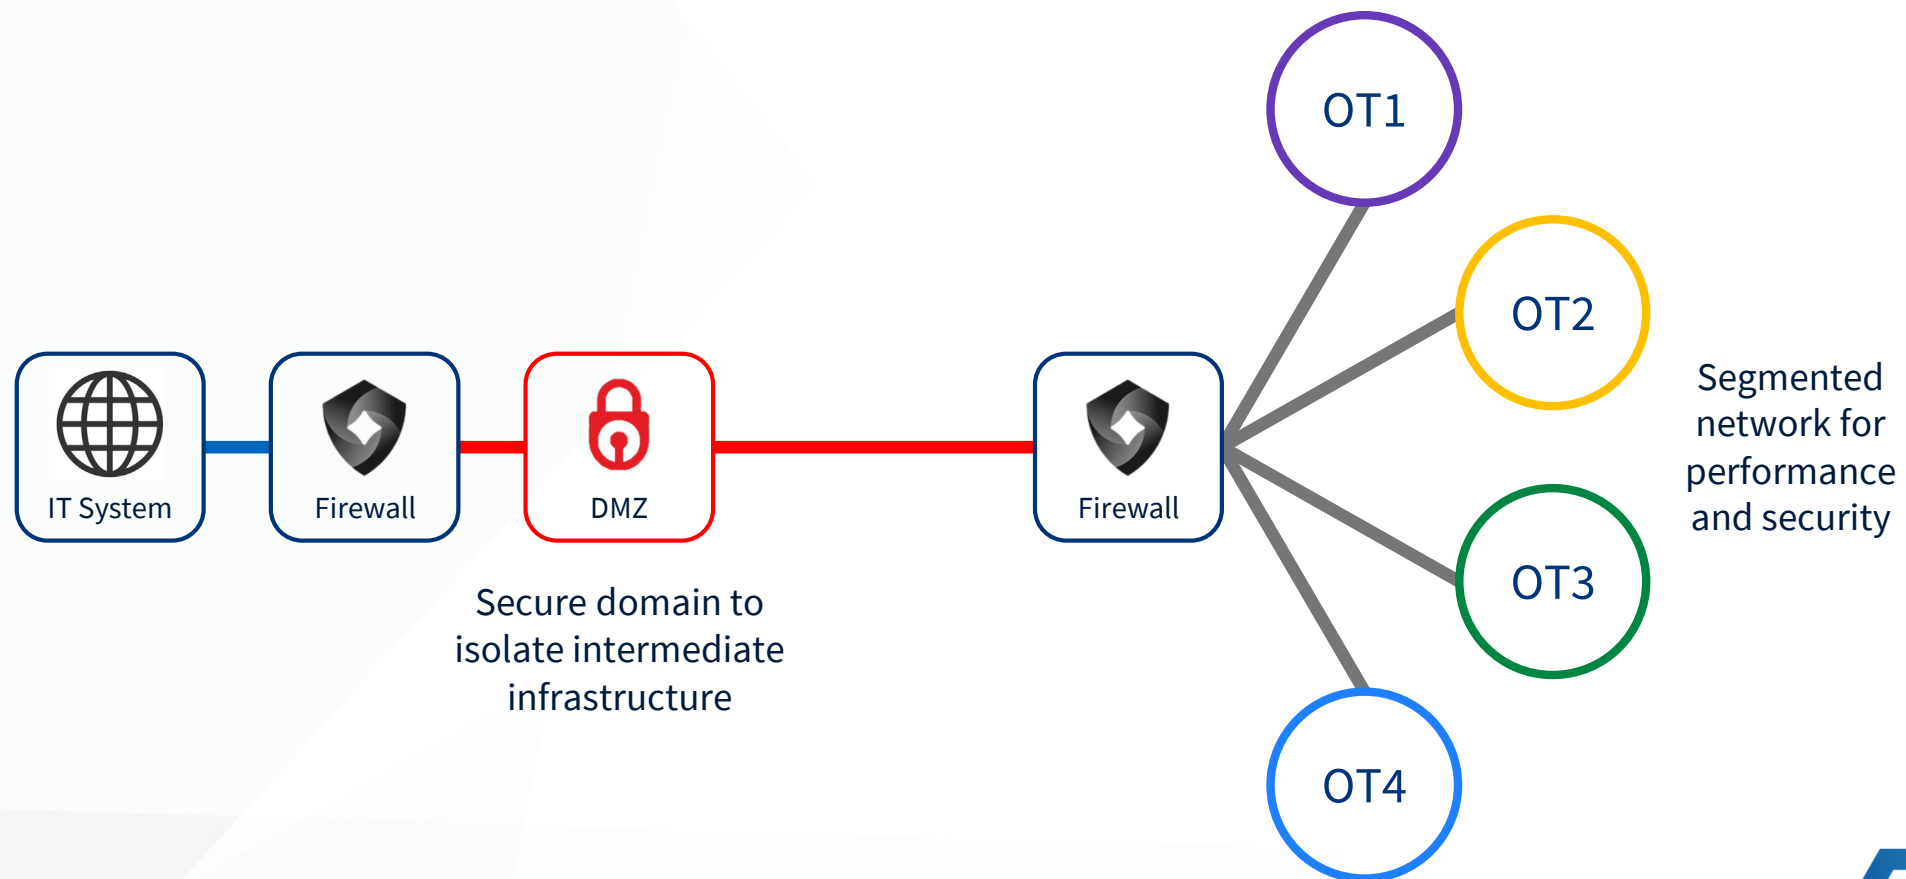 OT1
OT2
IT System
Firewall
DMZ
Firewall
Segmented
network for
performance
and security
OT3
Secure domain to
isolate intermediate
infrastructure
OT4